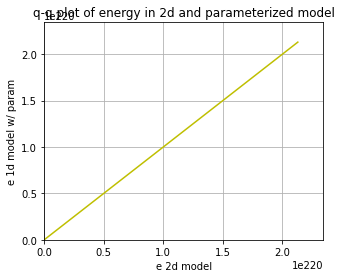 q-q plot of energy in 2d and parameterized model
1e220
2.0
1.5
1.0
0.5
0.0
e 1d model w/ param
0.0 0.5 1.0 1.5 2.0
1e220
e 2d model